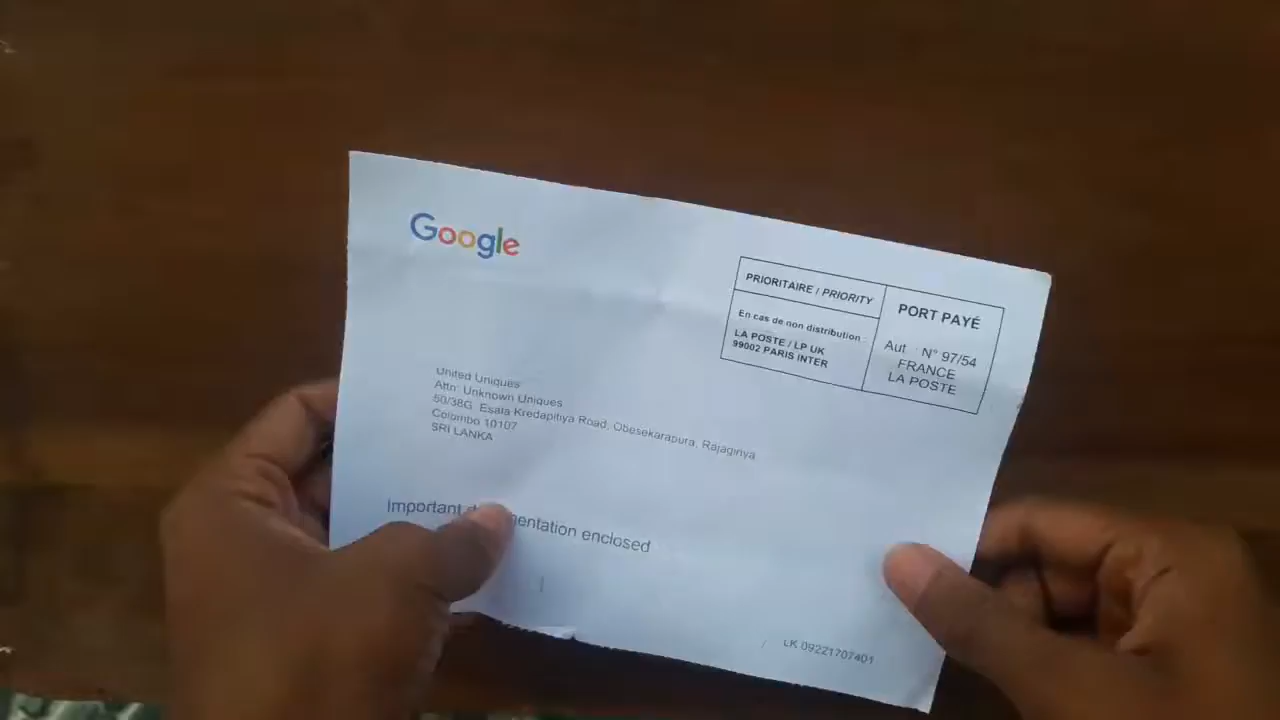 Google
PRIORITAIRE / PRIORITY
En cas de non distribution :
LA POSTE / LP UK
99002 PARIS INTER
PORT PAYÉ
Aut : N° 97/54
FRANCE
LA POSTE
United Uniques
Attn: Unknown Uniques
50/38G, Esala Kredapitiya Road, Obesekarapura, Rajaginya
Colombo 10107
SRI LANKA
Important enclosed
LK 09221707401